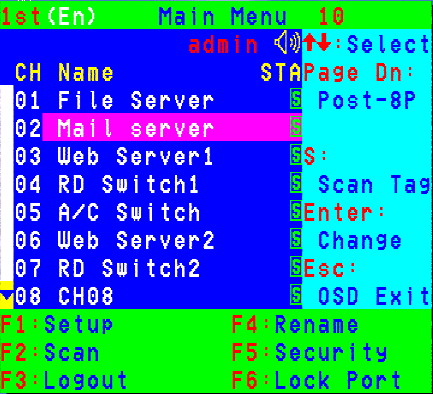 1st(En) Main Menu 10
admin ↑↓:Select
CH Name STA Page Dn:
01 File Server S Post-8P
02 Mail server S
03 Web Server1 S S:
04 RD Switch1 S Scan Tag
05 A/C Switch S Enter:
06 Web Server2 S Change
07 RD Switch2 S Esc:
08 CH08 S OSD Exit
F1:Setup F4:Rename
F2:Scan F5:Security
F3:Logout F6:Lock Port